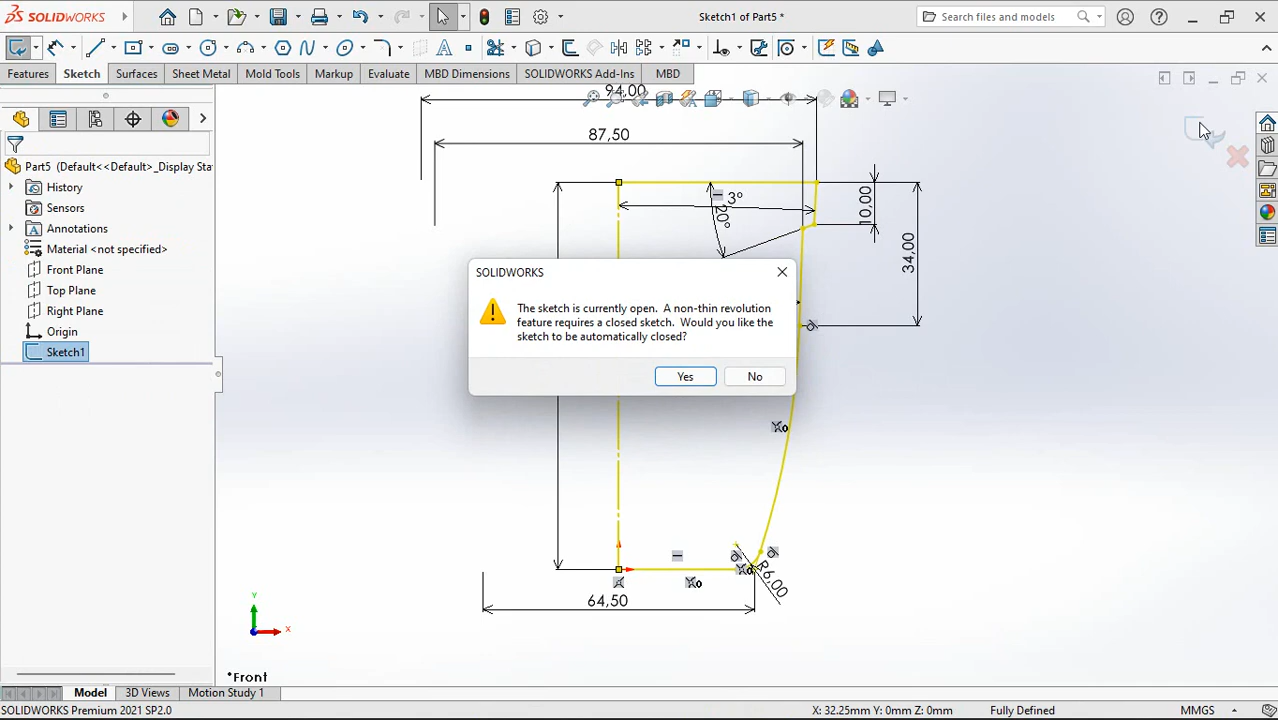 SOLIDWORKS
Sketch1 of Part5 *
Search files and models
Features
Sketch
Surfaces
Sheet Metal
Mold Tools
Markup
Evaluate
MBD Dimensions
SOLIDWORKS Add-Ins
MBD
94,00
87,50
3°
20°
10,00
34,00
Part5 (Default<<Default>_Display Sta
History
Sensors
Annotations
Material <not specified>
Front Plane
Top Plane
Right Plane
Origin
Sketch1
SOLIDWORKS
The sketch is currently open. A non-thin revolution
feature requires a closed sketch. Would you like the
sketch to be automatically closed?
Yes
No
R6,00
64,50
Y
X
*Front
Model
3D Views
Motion Study 1
SOLIDWORKS Premium 2021 SP2.0
X: 32.25mm Y: 0mm Z: 0mm
Fully Defined
MMGS